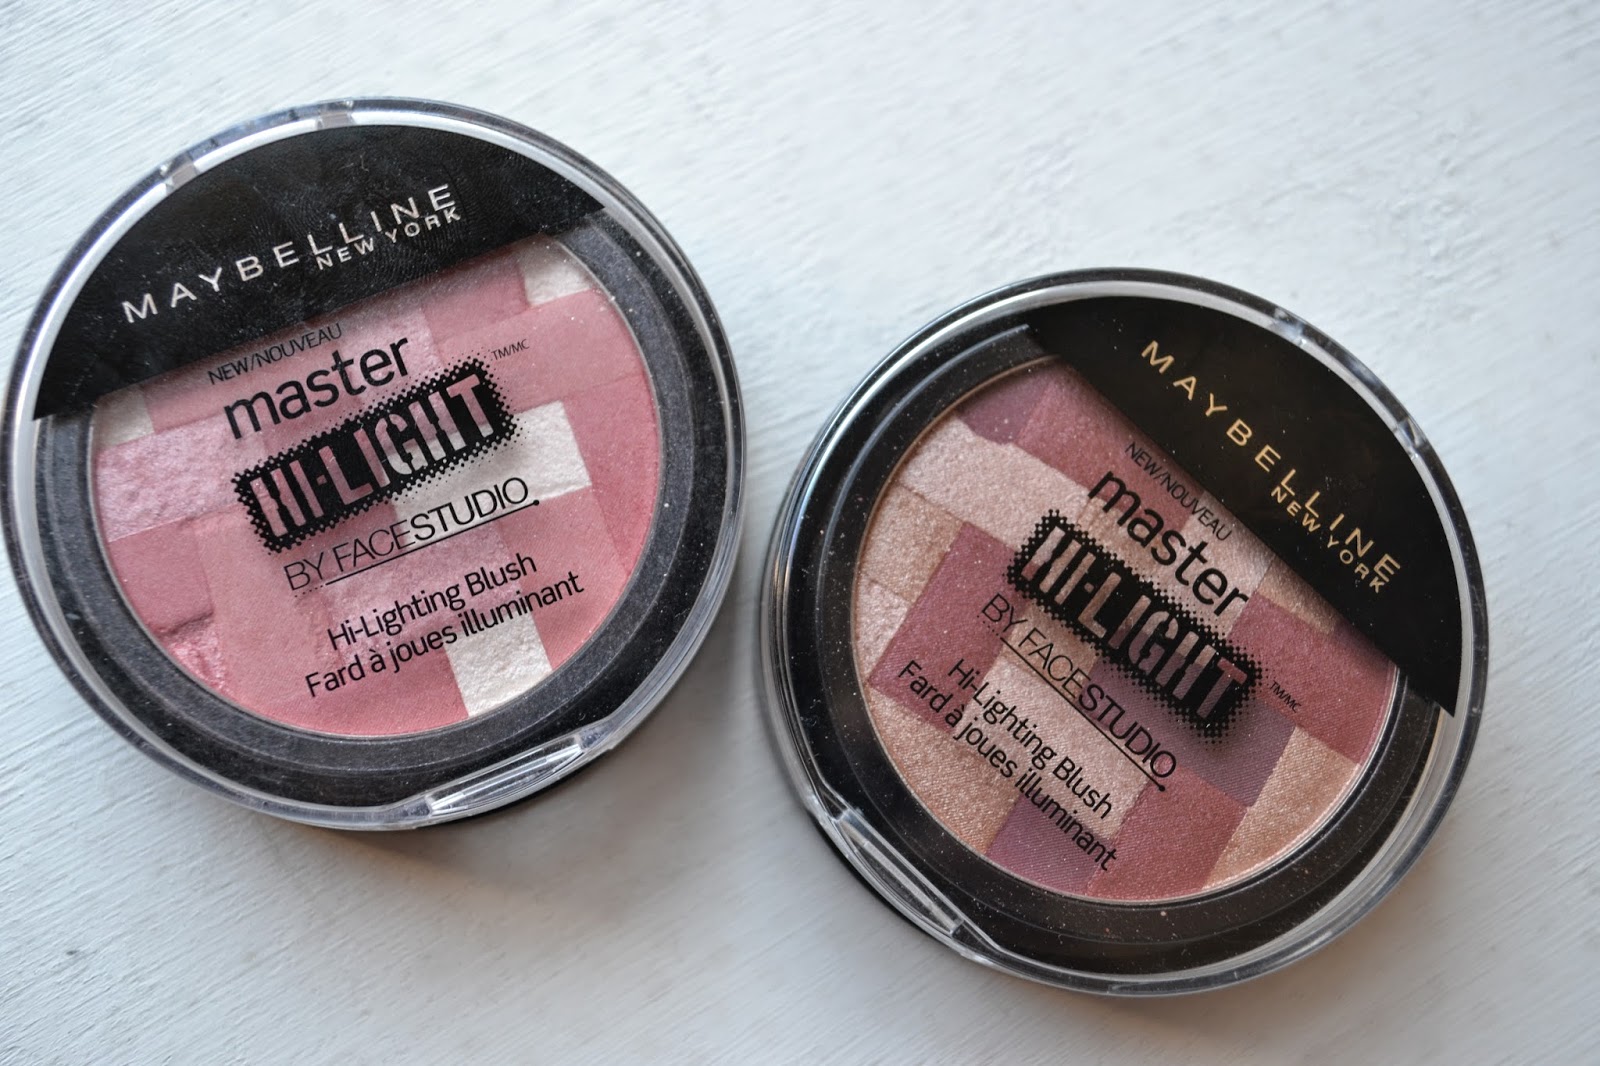 MAYBELLINE
NEW YORK
NEW/NOUVEAU
master
HI-LIGHT TM/MC
BY FACESTUDIO
Hi-Lighting Blush
Fard à joues illuminant
MAYBELLINE
NEW YORK
NEW/NOUVEAU
master
HI-LIGHT TM/MC
BY FACESTUDIO
Hi-Lighting Blush
Fard à joues illuminant